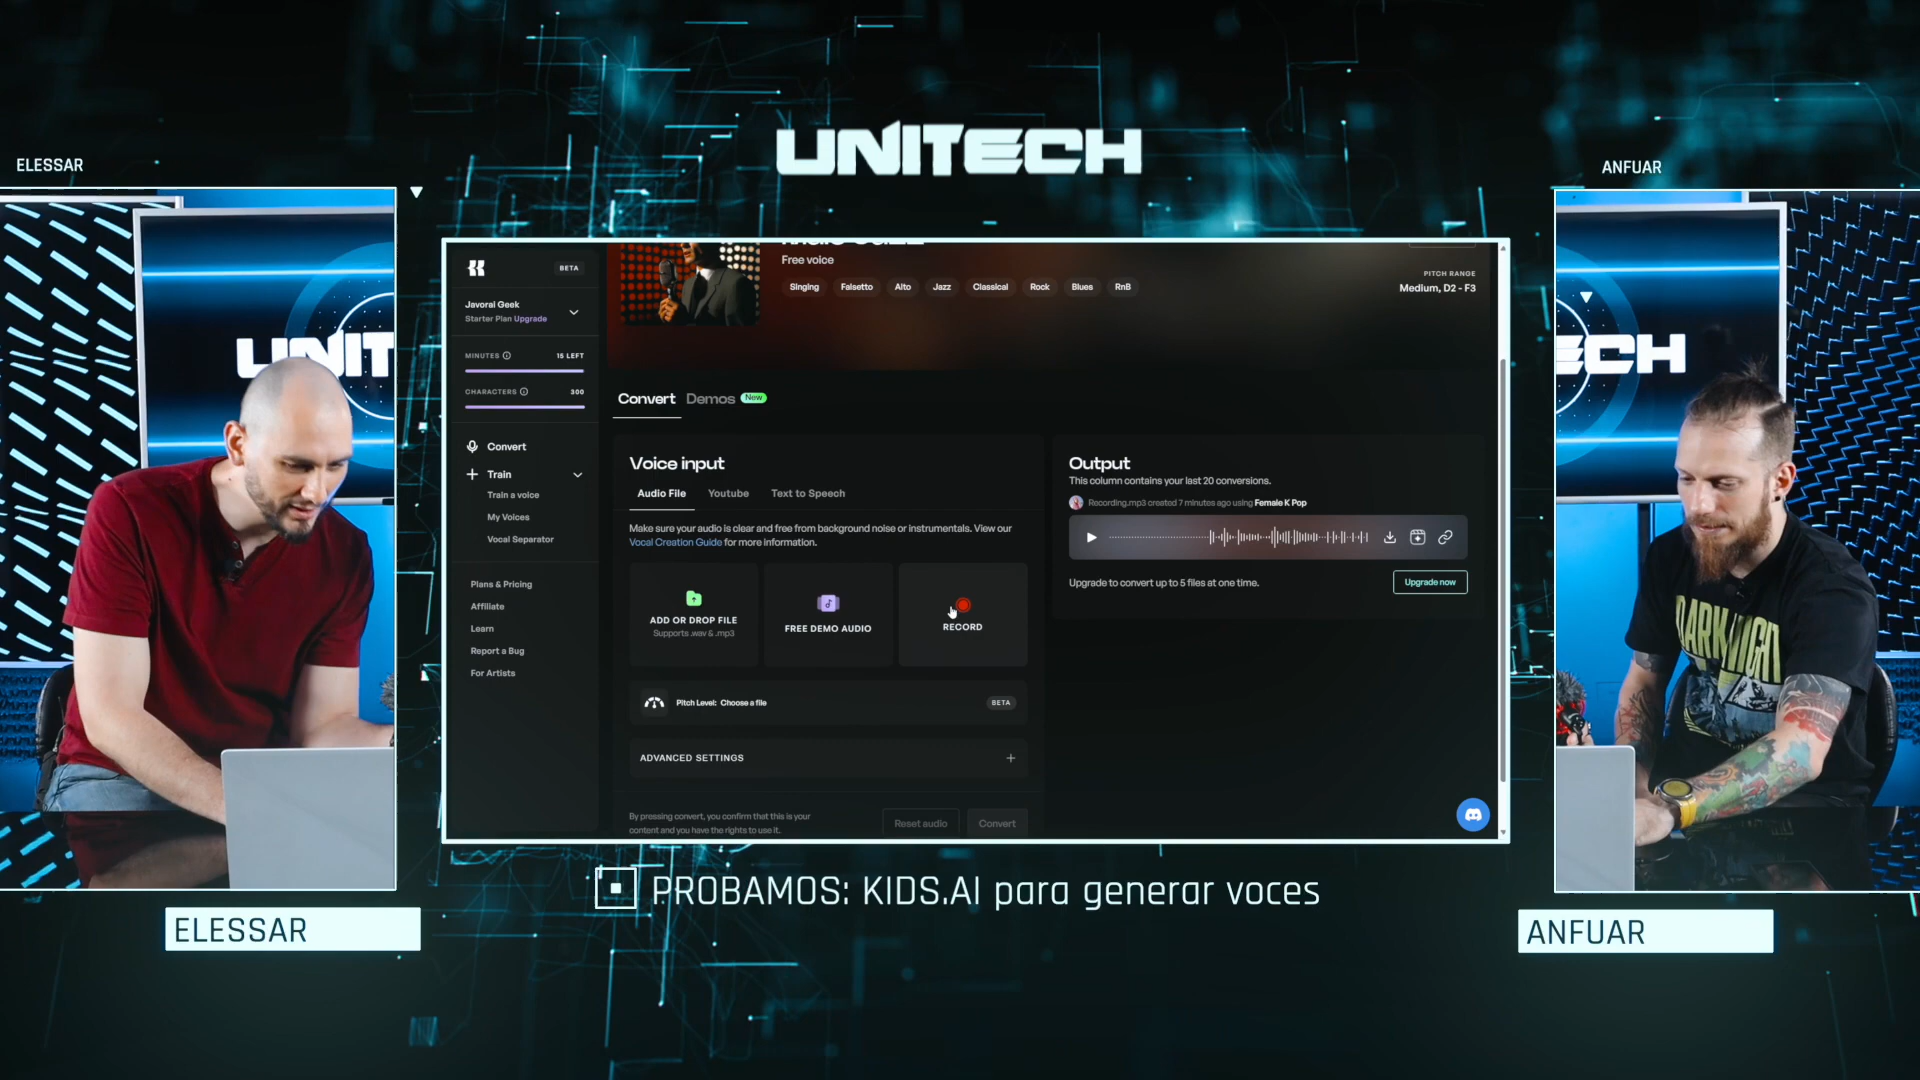 UNITECH
ELESSAR
ANFUAR
UNIT
ECH
BETA
Javoral Geek
Starter Plan Upgrade
MINUTES
15 LEFT
CHARACTERS
300
Convert
Train
Train a voice
My Voices
Vocal Separator
Plans & Pricing
Affiliate
Learn
Report a Bug
For Artists
Free voice
Singing
Falsetto
Alto
Jazz
Classical
Rock
Blues
RnB
PITCH RANGE
Medium, D2 - F3
Convert
Demos
New
Voice input
Audio File
Youtube
Text to Speech
Make sure your audio is clear and free from background noise or instrumentals. View our
Vocal Creation Guide for more information.
ADD OR DROP FILE
Supports .wav & .mp3
FREE DEMO AUDIO
RECORD
Pitch Level: Choose a file
BETA
ADVANCED SETTINGS
By pressing convert, you confirm that this is your
content and you have the rights to use it.
Reset audio
Convert
Output
This column contains your last 20 conversions.
Recording.mp3 created 7 minutes ago using Female K Pop
Upgrade to convert up to 5 files at one time.
Upgrade now
PROBAMOS: KIDS.AI para generar voces
ELESSAR
ANFUAR